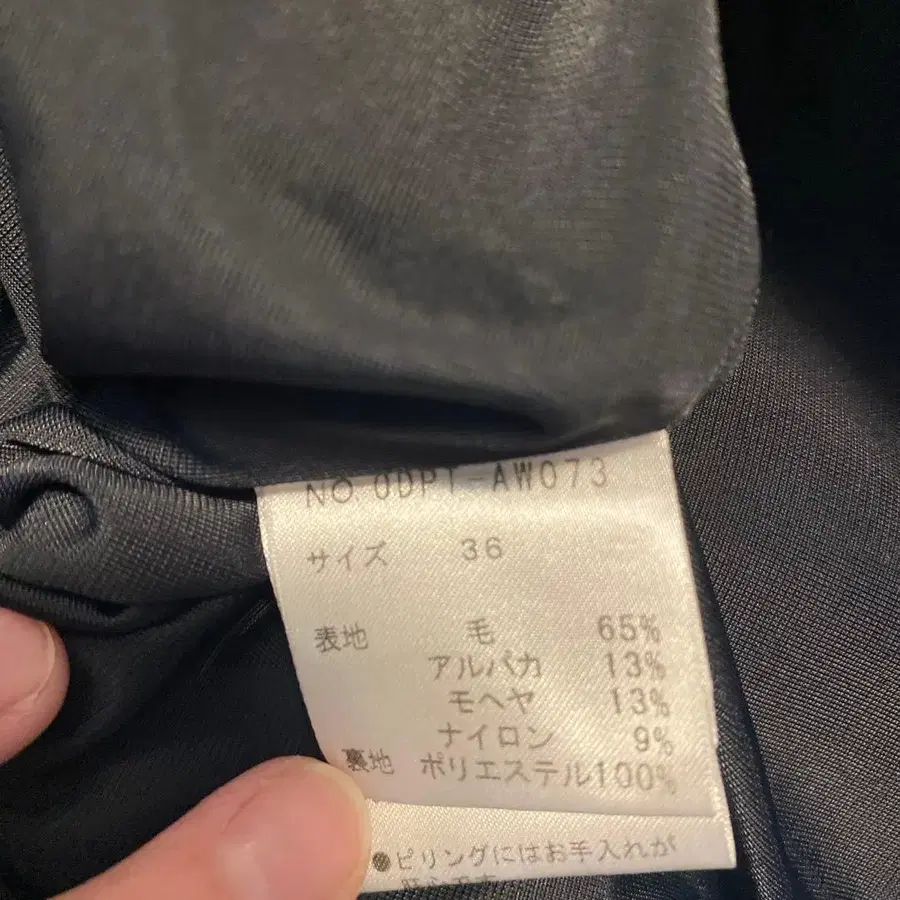 NO 0DPT-AW073
サイズ 36
表地 毛 65%
アルパカ 13%
モヘヤ 13%
ナイロン 9%
裏地 ポリエステル100%
●ピリングにはお手入れが